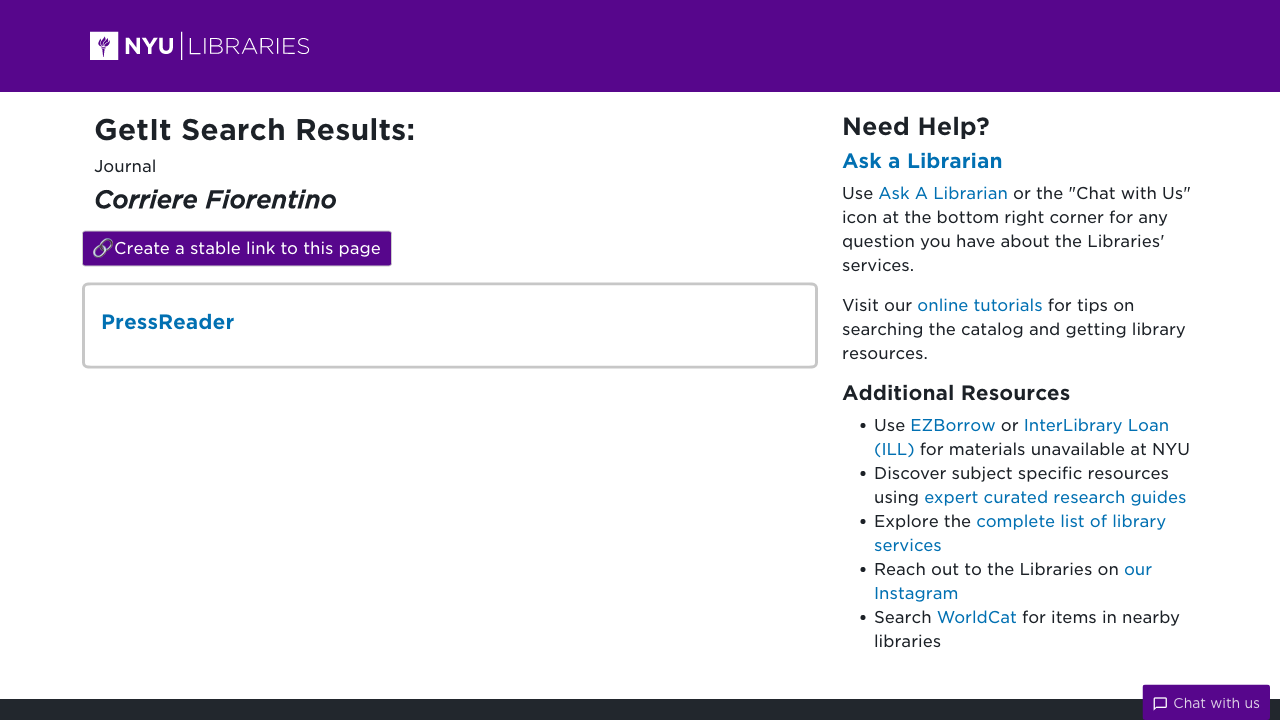 NYU LIBRARIES
GetIt Search Results:
Journal
Corriere Fiorentino
Create a stable link to this page
PressReader
Need Help?
Ask a Librarian
Use Ask A Librarian or the "Chat with Us"
icon at the bottom right corner for any
question you have about the Libraries'
services.
Visit our online tutorials for tips on
searching the catalog and getting library
resources.
Additional Resources
• Use EZBorrow or InterLibrary Loan
(ILL) for materials unavailable at NYU
• Discover subject specific resources
using expert curated research guides
• Explore the complete list of library
services
• Reach out to the Libraries on our
Instagram
• Search WorldCat for items in nearby
libraries
Chat with us